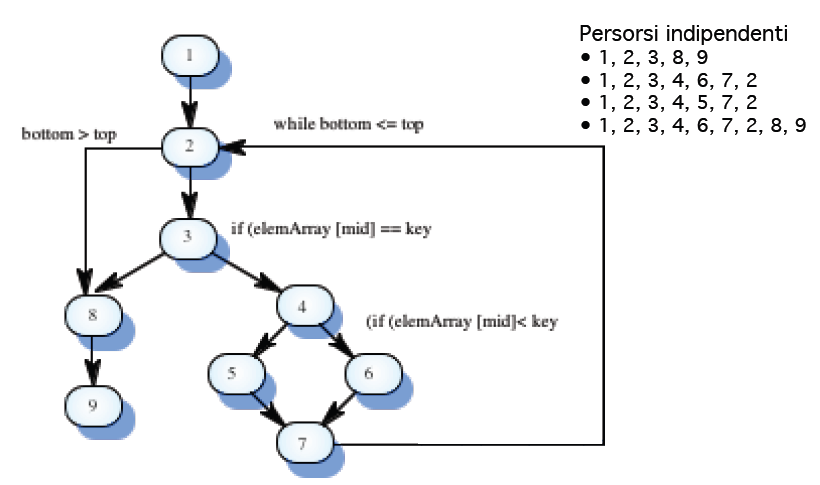 Persorsi indipendenti
• 1, 2, 3, 8, 9
• 1, 2, 3, 4, 6, 7, 2
• 1, 2, 3, 4, 5, 7, 2
• 1, 2, 3, 4, 6, 7, 2, 8, 9
1
while bottom <= top
bottom > top
2
3
if (elemArray [mid] == key
4
8
(if (elemArray [mid]< key
5
6
9
7